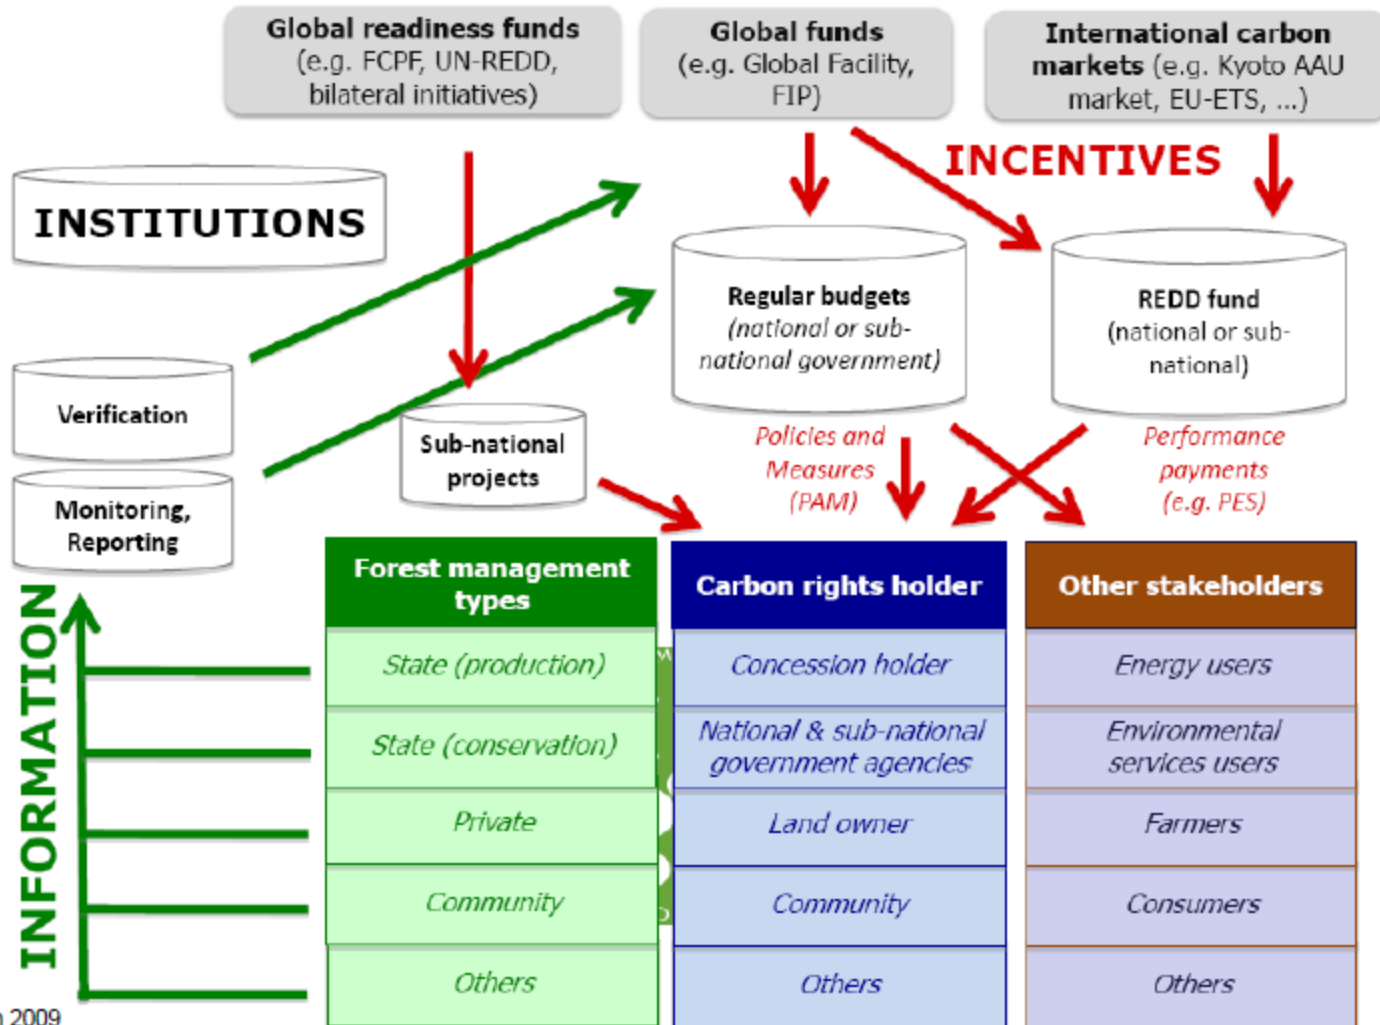 Global readiness funds
(e.g. FCPF, UN-REDD,
bilateral initiatives)
Global funds
(e.g. Global Facility,
FIP)
International carbon
markets (e.g. Kyoto AAU
market, EU-ETS, ...)
INCENTIVES
INSTITUTIONS
Regular budgets
(national or sub-
national government)
REDD fund
(national or sub-
national)
Verification
Sub-national
projects
Monitoring,
Reporting
Policies and
Measures
(PAM)
Performance
payments
(e.g. PES)
INFORMATION
Forest management
types
State (production)
State (conservation)
Private
Community
Others
Carbon rights holder
Concession holder
National & sub-national
government agencies
Land owner
Community
Others
Other stakeholders
Energy users
Environmental
services users
Farmers
Consumers
Others
2009